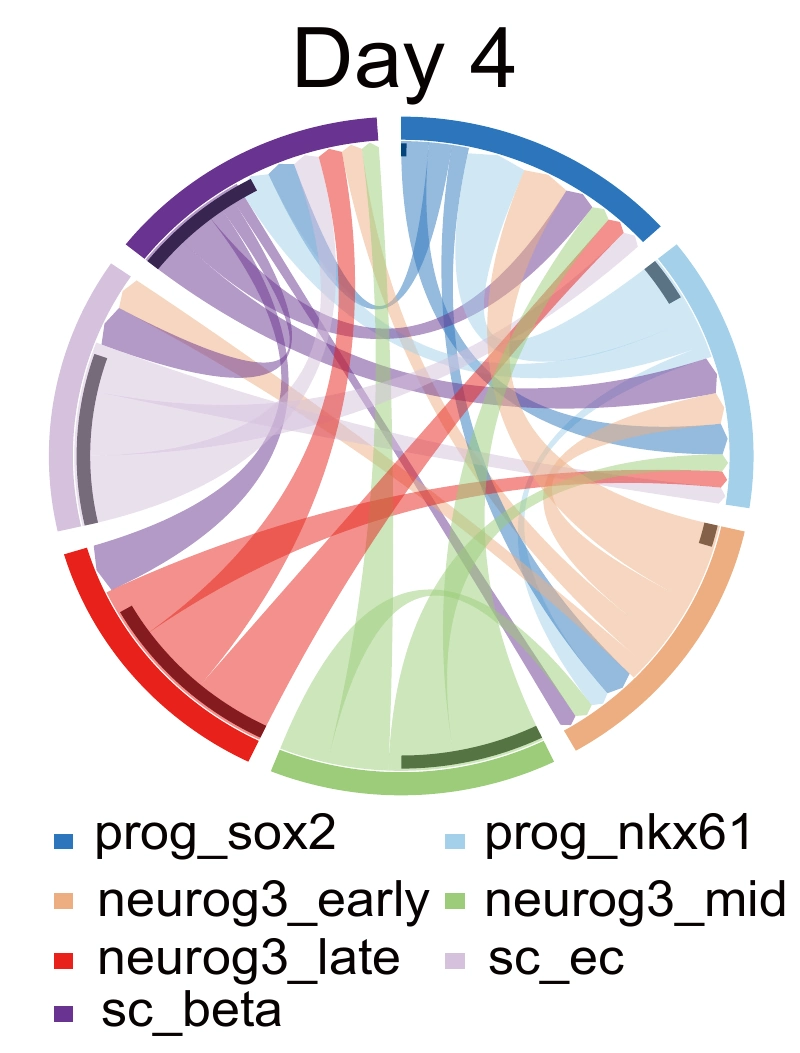 Day 4
prog_sox2 prog_nkx61
neurog3_early neurog3_mid
neurog3_late sc_ec
sc_beta